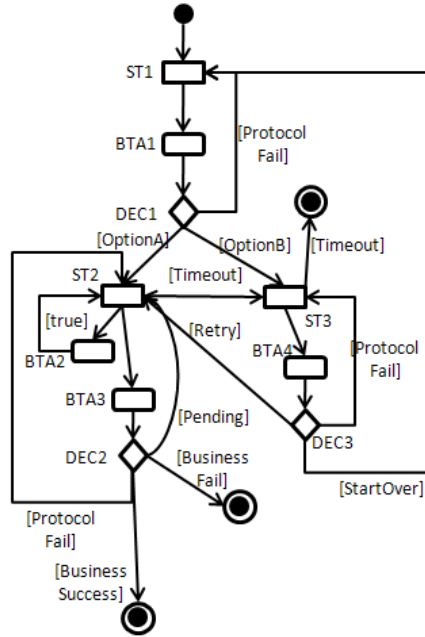 ST1
BTA1
[Protocol
Fail]
DEC1
[OptionA]
[OptionB]
[Timeout]
ST2
[Timeout]
ST3
[true]
[Retry]
BTA2
BTA4
[Protocol
Fail]
BTA3
[Pending]
DEC3
DEC2
[Business
Fail]
[StartOver]
[Protocol
Fail]
[Business
Success]